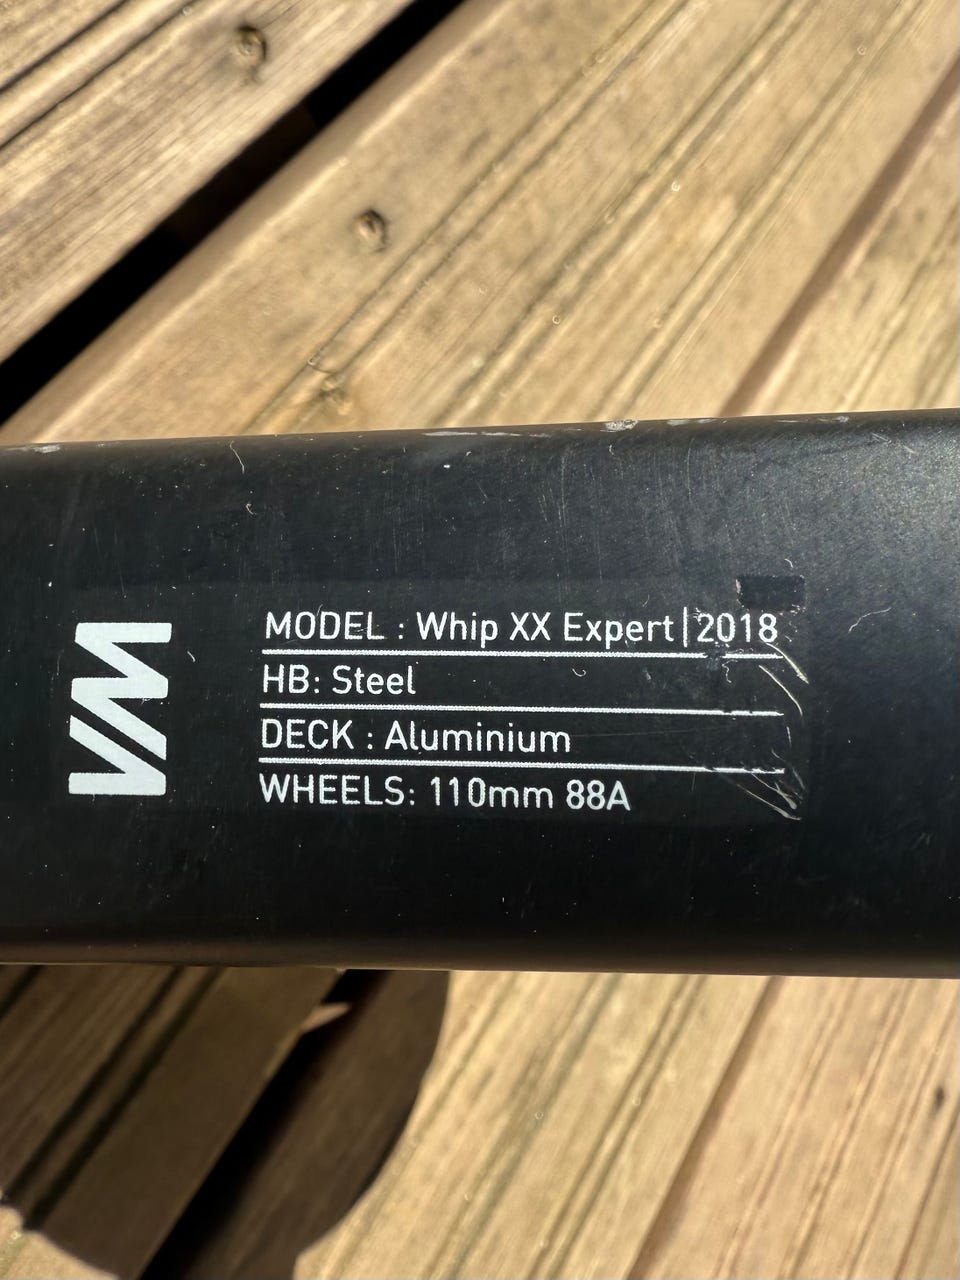 MODEL : Whip XX Expert|2018
HB: Steel
DECK : Aluminium
WHEELS: 110mm 88A